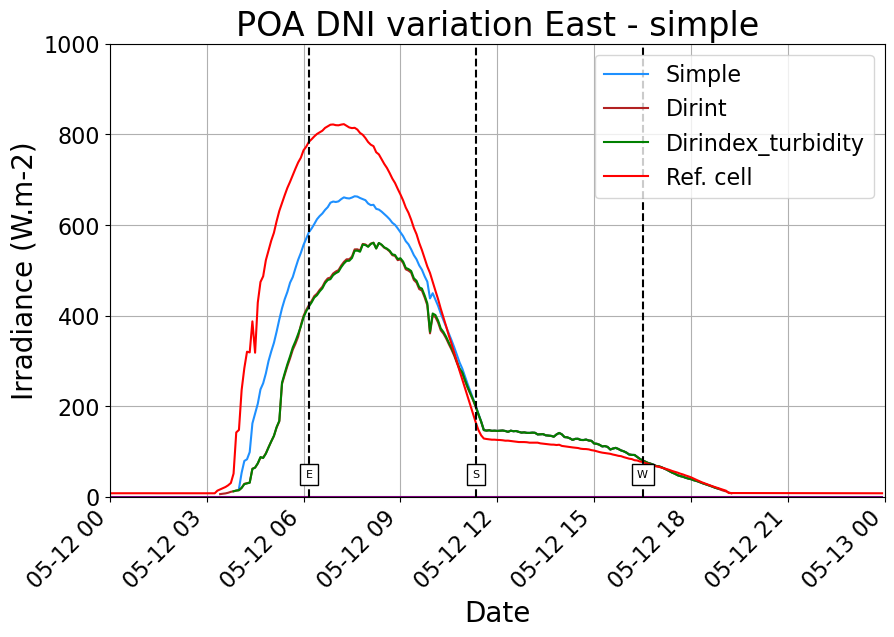 POA DNI variation East - simple
Irradiance (W.m-2)
1000
800
600
400
200
0
Simple
Dirint
Dirindex_turbidity
Ref. cell
E
S
W
05-12 00
05-12 03
05-12 06
05-12 09
05-12 12
05-12 15
05-12 18
05-12 21
05-13 00
Date